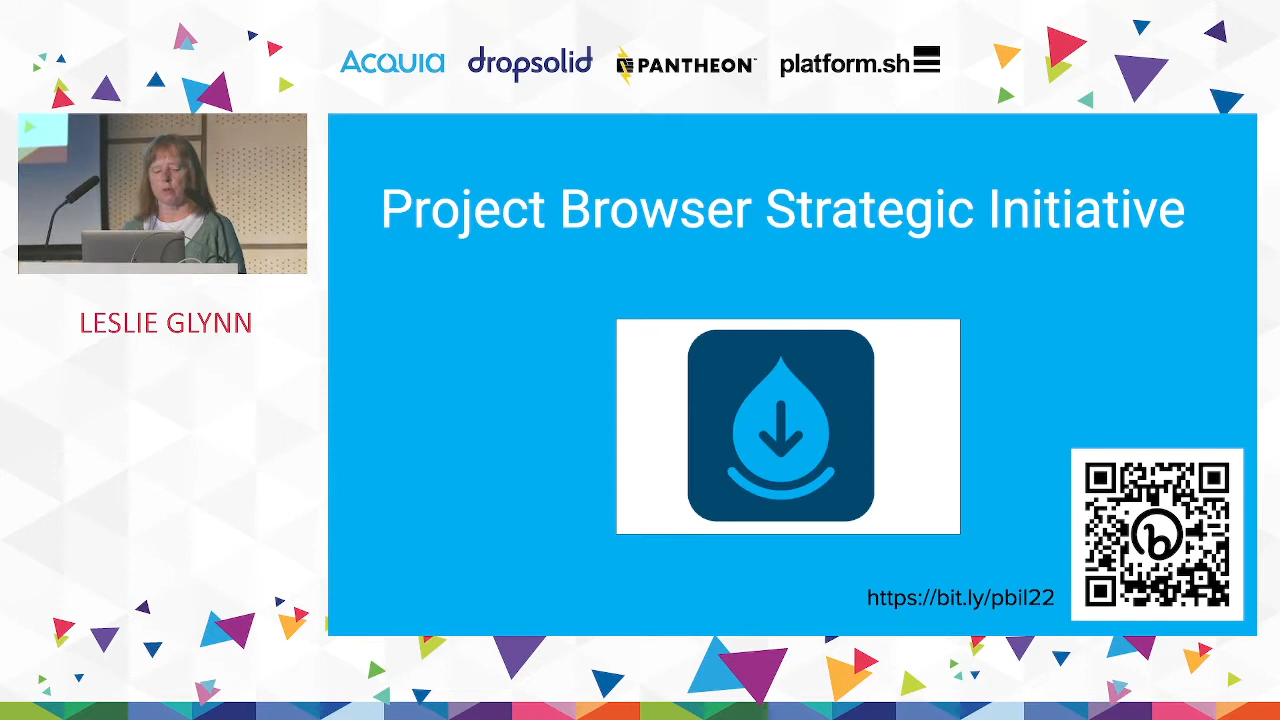 ACQUIA dropsolid PANTHEON platform.sh
Project Browser Strategic Initiative
LESLIE GLYNN
https://bit.ly/pbil22
b